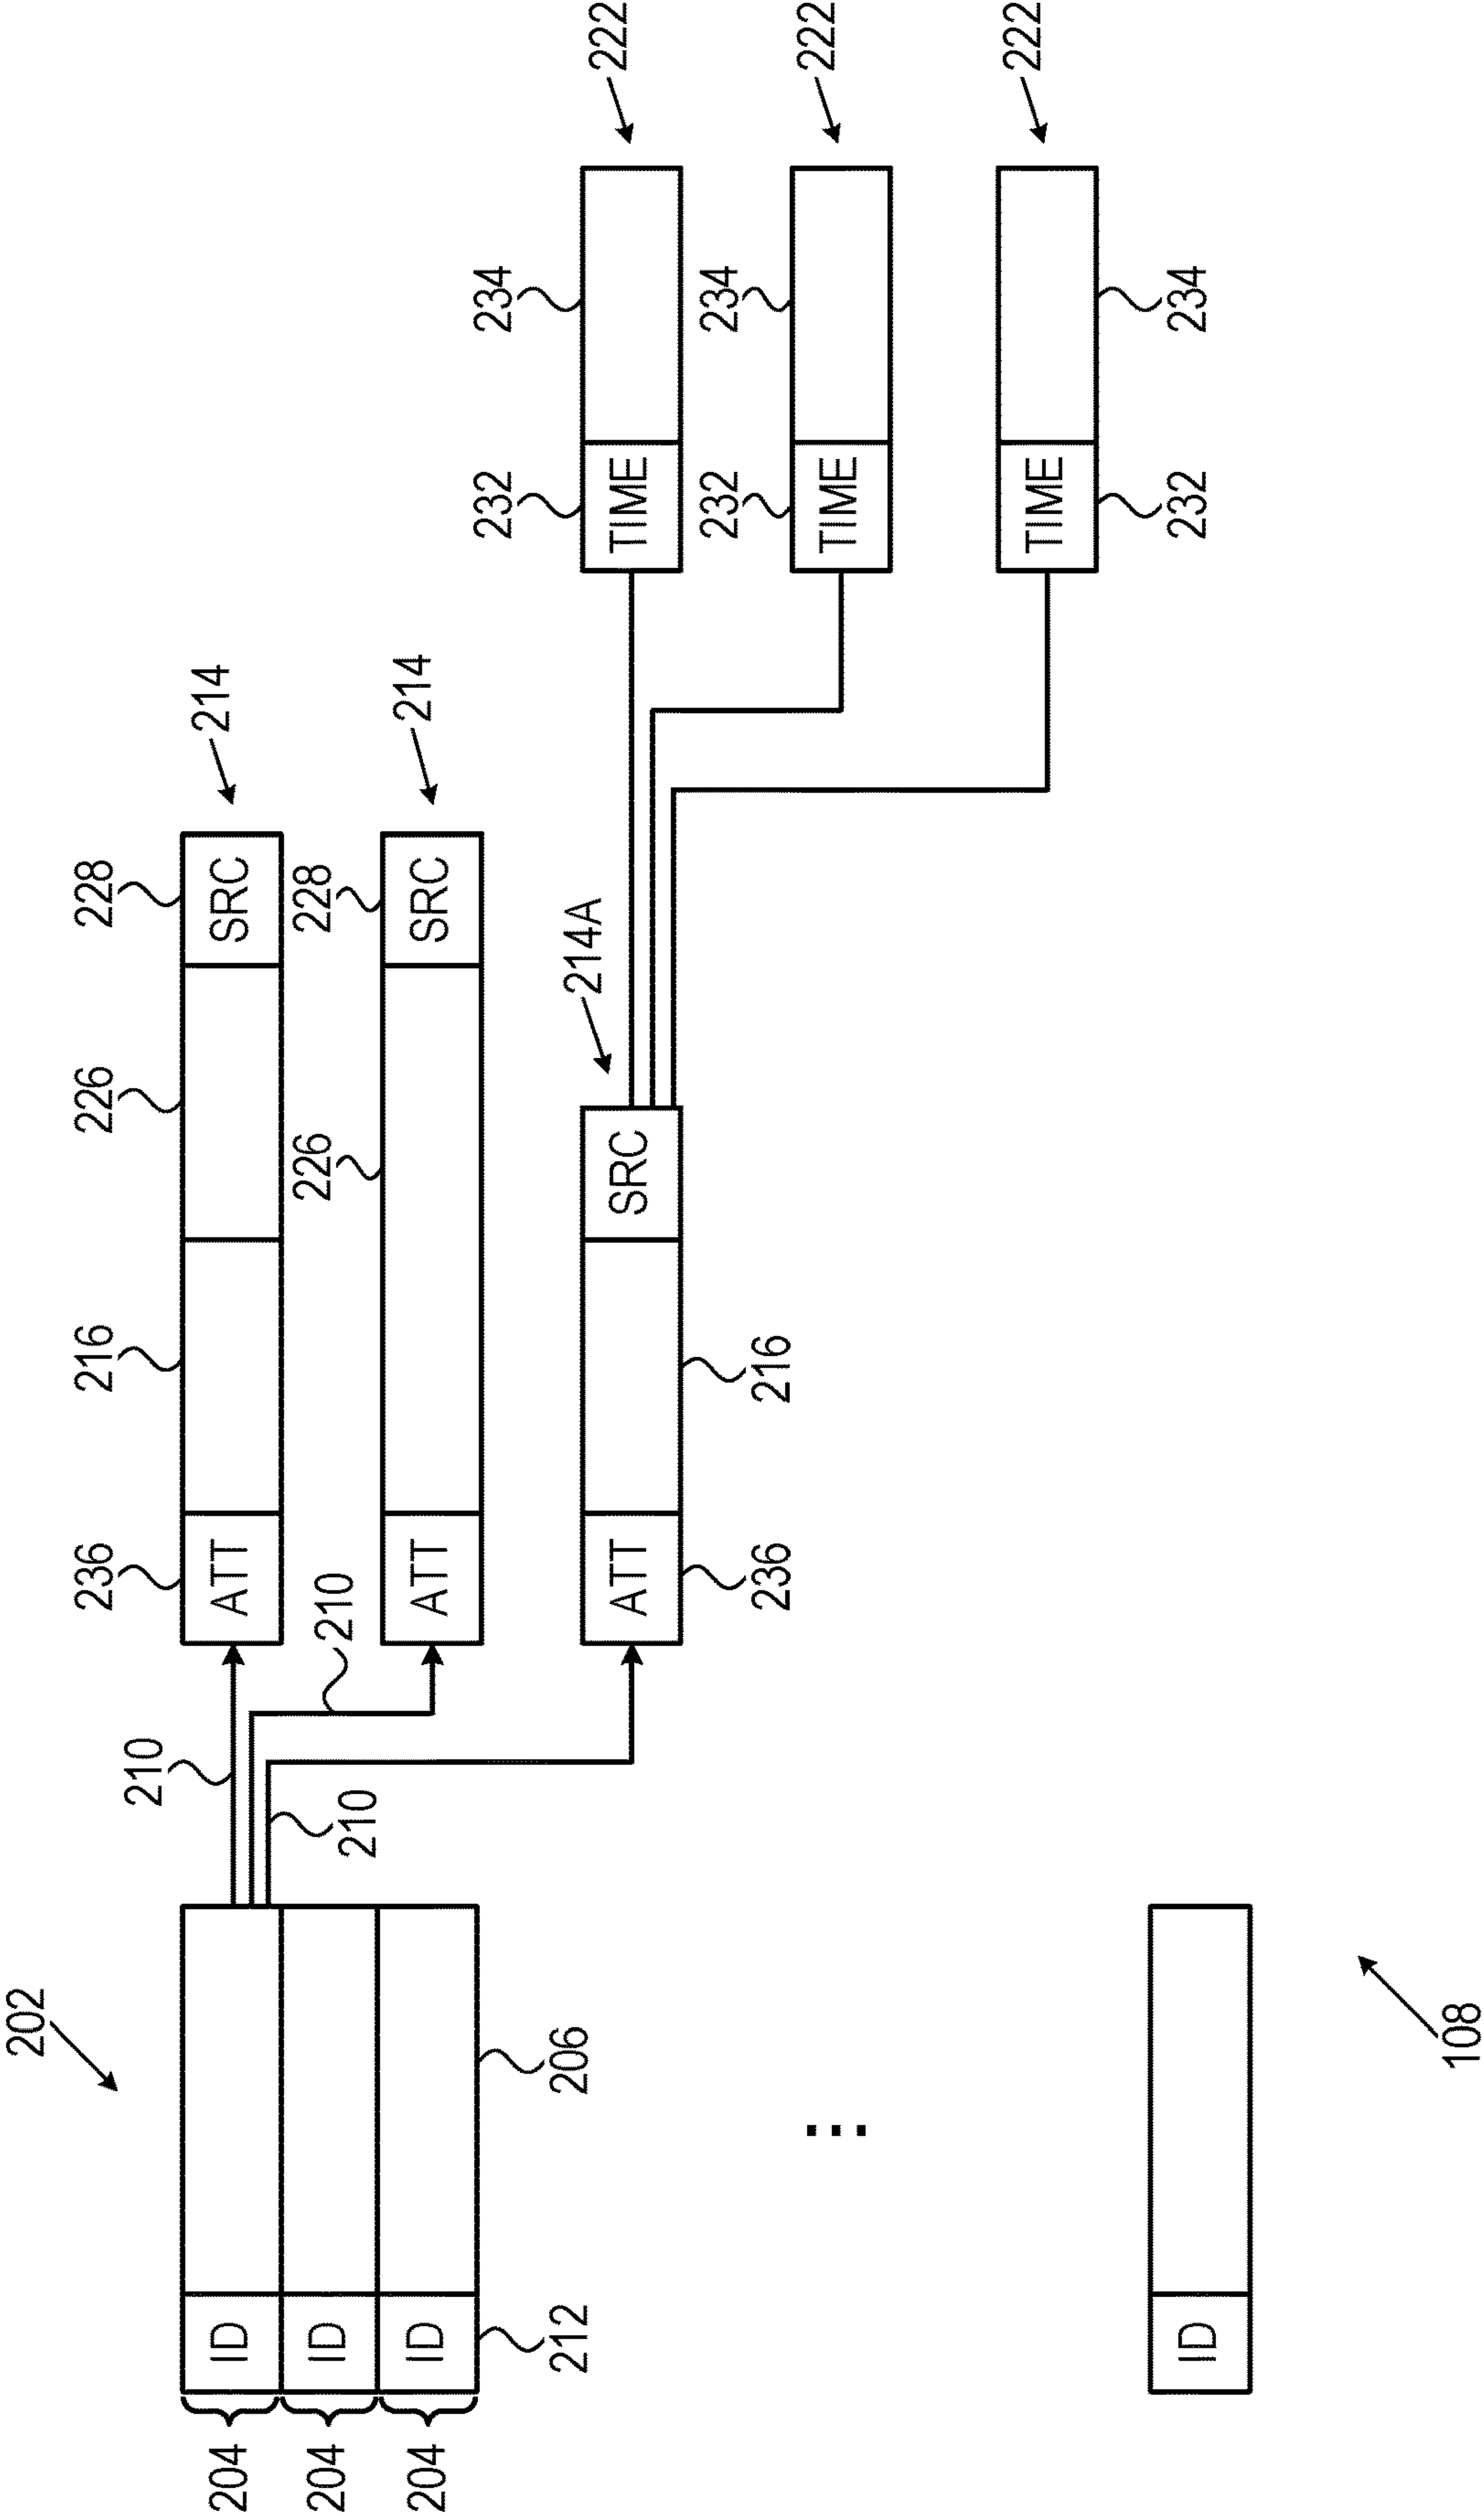 202
236 216 226 228
210
214
204 ID ATT SRC
226 228
204 ID
210
210
214
204 ID ATT SRC
232 234
212 206
214A
222
ATT SRC TIME
232 234
236 216
222
TIME
222
TIME
232 234
ID
...
108